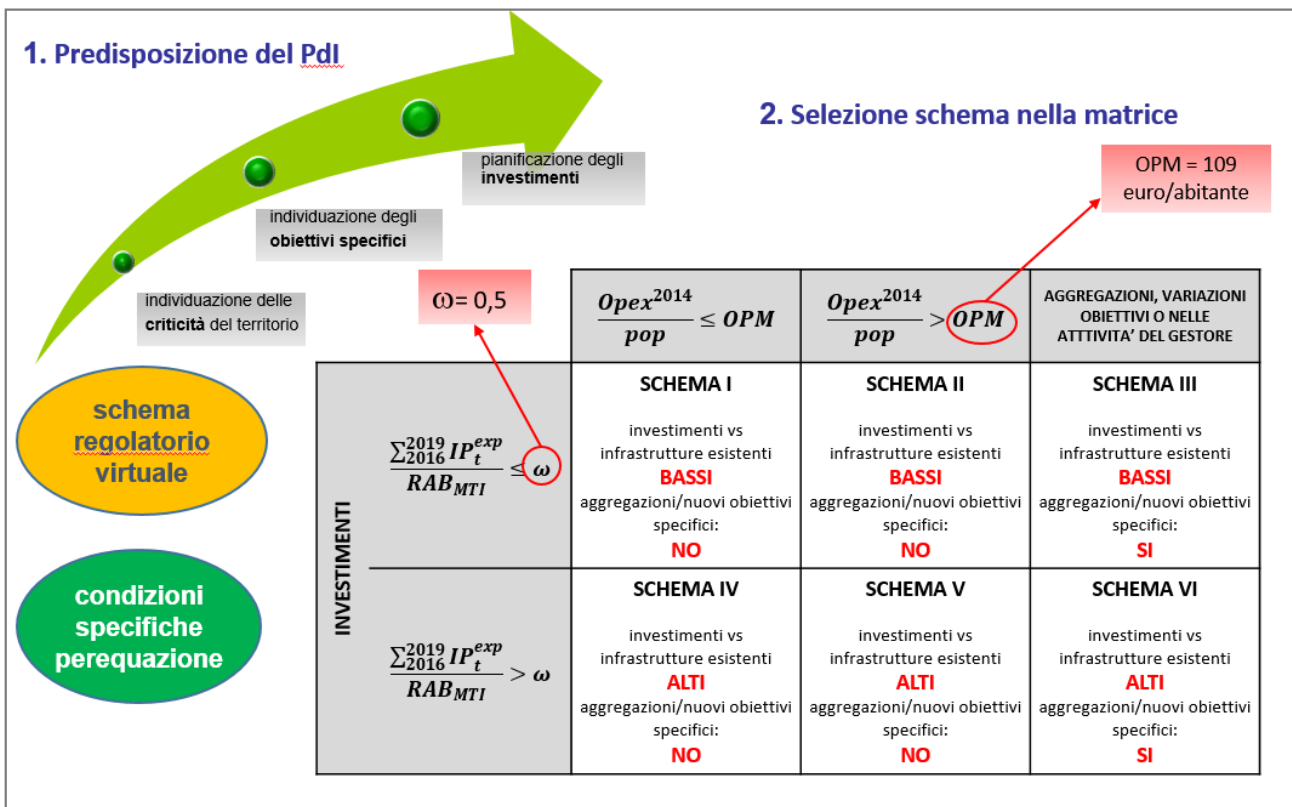 1. Predisposizione del PdI
pianificazione degli
investimenti
individuazione degli
obiettivi specifici
individuazione delle
criticità del territorio
schema
regolatorio
virtuale
condizioni
specifiche
perequazione
2. Selezione schema nella matrice
OPM = 109
euro/abitante
ω= 0,5
Opex^2014
pop
≤ OPM
Opex^2014
pop
> OPM
AGGREGAZIONI, VARIAZIONI
OBIETTIVI O NELLE
ATTTIVITA’ DEL GESTORE
INVESTIMENTI
∑_2016^2019 IP_t^exp
RAB_MTI
≤ ω
SCHEMA I
investimenti vs
infrastrutture esistenti
BASSI
aggregazioni/nuovi obiettivi
specifici:
NO
SCHEMA II
investimenti vs
infrastrutture esistenti
BASSI
aggregazioni/nuovi obiettivi
specifici:
NO
SCHEMA III
investimenti vs
infrastrutture esistenti
BASSI
aggregazioni/nuovi obiettivi
specifici:
SI
∑_2016^2019 IP_t^exp
RAB_MTI
> ω
SCHEMA IV
investimenti vs
infrastrutture esistenti
ALTI
aggregazioni/nuovi obiettivi
specifici:
NO
SCHEMA V
investimenti vs
infrastrutture esistenti
ALTI
aggregazioni/nuovi obiettivi
specifici:
NO
SCHEMA VI
investimenti vs
infrastrutture esistenti
ALTI
aggregazioni/nuovi obiettivi
specifici:
SI